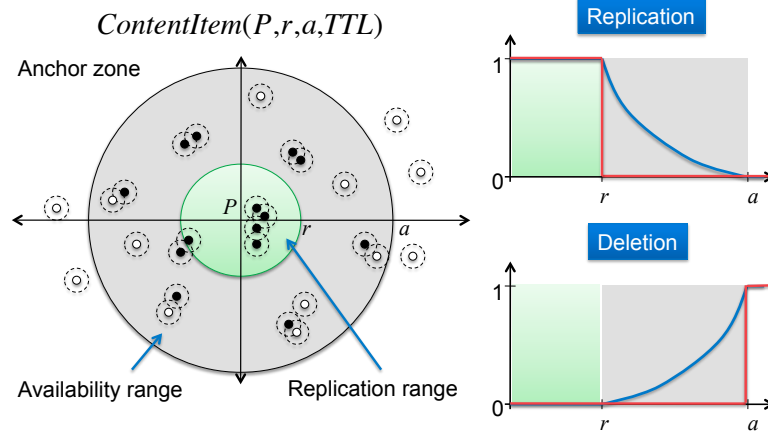 ContentItem(P,r,a,TTL)
Anchor zone
P
r
a
Availability range
Replication range
Replication
1
0
r
a
Deletion
1
0
r
a